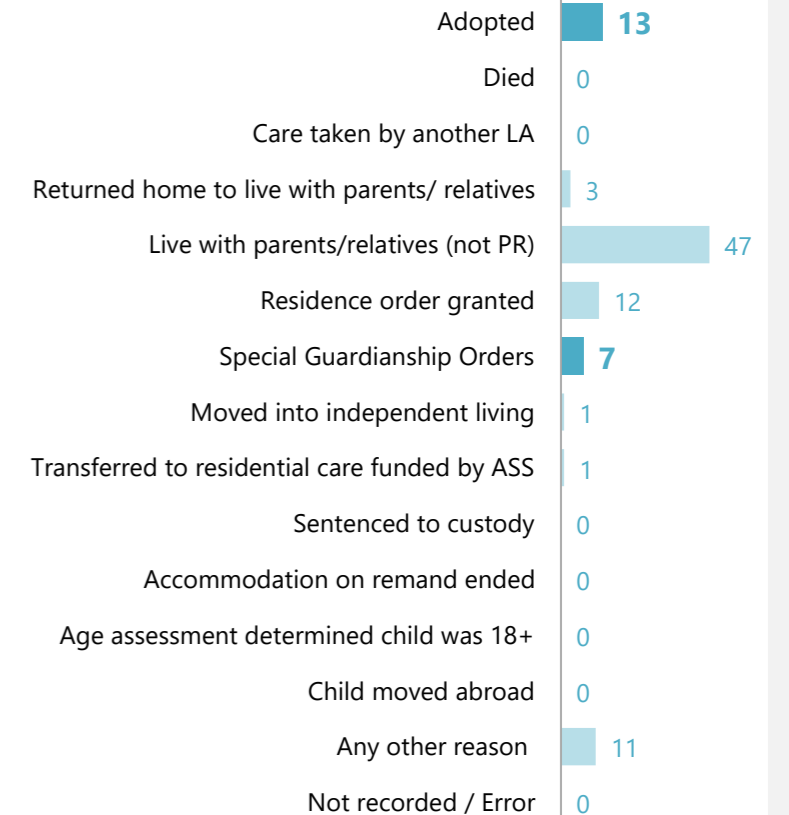 Adopted 13
Died 0
Care taken by another LA 0
Returned home to live with parents/ relatives 3
Live with parents/relatives (not PR) 47
Residence order granted 12
Special Guardianship Orders 7
Moved into independent living 1
Transferred to residential care funded by ASS 1
Sentenced to custody 0
Accommodation on remand ended 0
Age assessment determined child was 18+ 0
Child moved abroad 0
Any other reason 11
Not recorded / Error 0